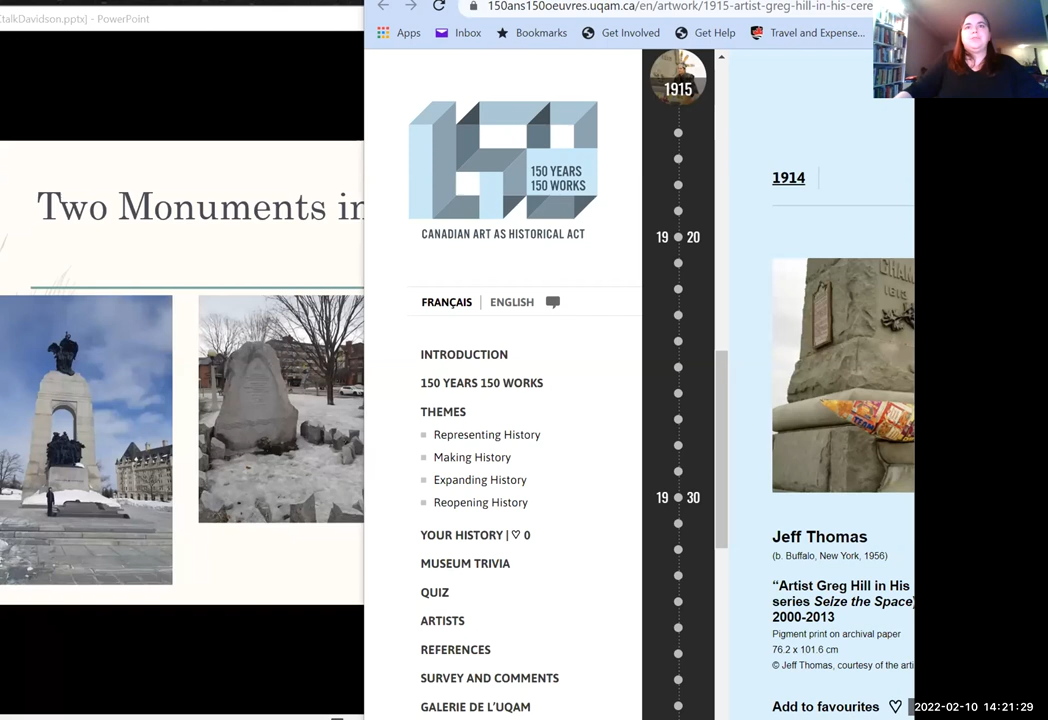 talkDavidson.pptx] - PowerPoint
150ans150oeuvres.uqam.ca/en/artwork/1915-artist-greg-hill-in-his-cere
Apps
Inbox
Bookmarks
Get Involved
Get Help
Travel and Expense...
Two Monuments in
150 YEARS
150 WORKS
CANADIAN ART AS HISTORICAL ACT
FRANÇAIS | ENGLISH
INTRODUCTION
150 YEARS 150 WORKS
THEMES
Representing History
Making History
Expanding History
Reopening History
YOUR HISTORY | ♡ 0
MUSEUM TRIVIA
QUIZ
ARTISTS
REFERENCES
SURVEY AND COMMENTS
GALERIE DE L'UQAM
1915
19 20
19 30
1914
CHAM
1613
Jeff Thomas
(b. Buffalo, New York, 1956)
“Artist Greg Hill in His
series Seize the Space)
2000-2013
Pigment print on archival paper
76.2 x 101.6 cm
© Jeff Thomas, courtesy of the arti
Add to favourites ♡
2022-02-10 14:21:29